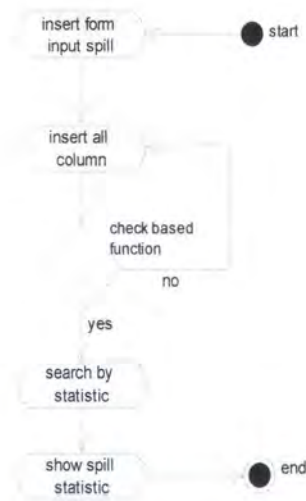 insert form
input spill
start
insert all
column
check based
function
no
yes
search by
statistic
show spill
statistic
end